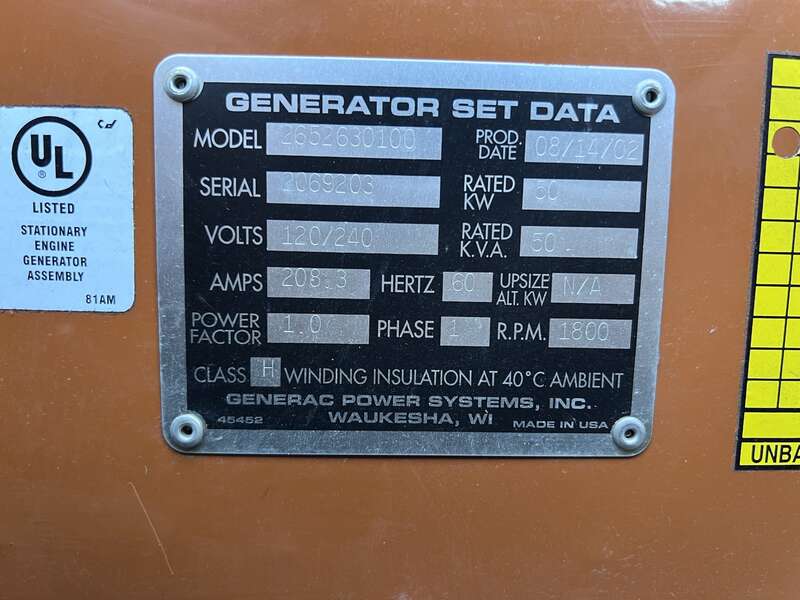 GENERATOR SET DATA
MODEL 2652630100 PROD. DATE 08/14/02
SERIAL 2069203 RATED KW 50
VOLTS 120/240 RATED K.V.A. 50
AMPS 208.3 HERTZ 60 UPSIZE ALT. KW N/A
POWER FACTOR 1.0 PHASE 1 R.P.M. 1800
CLASS H WINDING INSULATION AT 40°C AMBIENT
GENERAC POWER SYSTEMS, INC.
45452 WAUKESHA, WI MADE IN USA
UL
®
LISTED
STATIONARY
ENGINE
GENERATOR
ASSEMBLY
81AM
UNBA